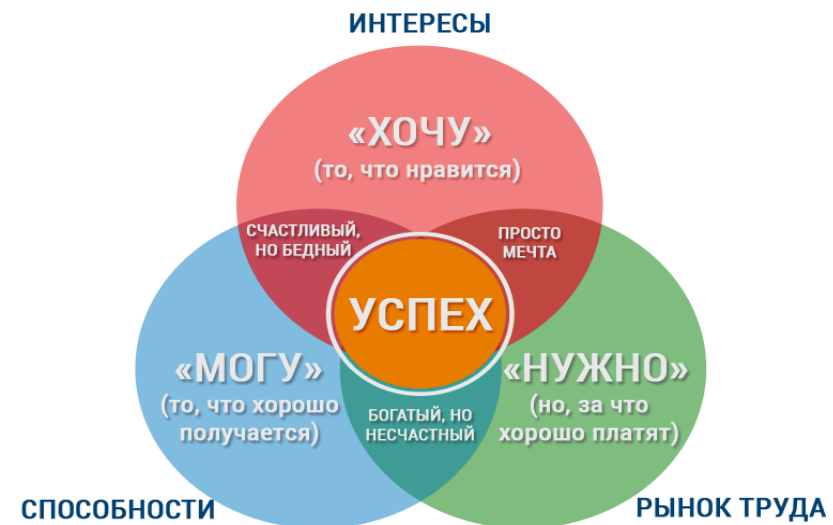 ИНТЕРЕСЫ
«ХОЧУ»
(то, что нравится)
СЧАСТЛИВЫЙ,
НО БЕДНЫЙ
ПРОСТО
МЕЧТА
УСПЕХ
«МОГУ»
(то, что хорошо
получается)
«НУЖНО»
(но, за что
хорошо платят)
БОГАТЫЙ, НО
НЕСЧАСТНЫЙ
СПОСОБНОСТИ
РЫНОК ТРУДА